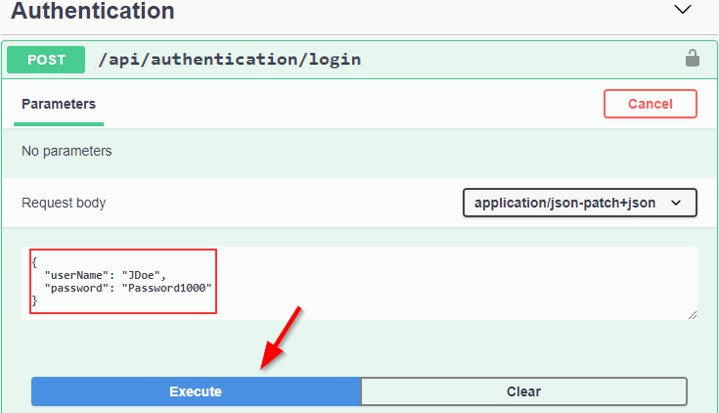 Authentication
POST /api/authentication/login
Parameters
Cancel
No parameters
Request body
application/json-patch+json
{
"userName": "JDoe",
"password": "Password1000"
}
Execute
Clear